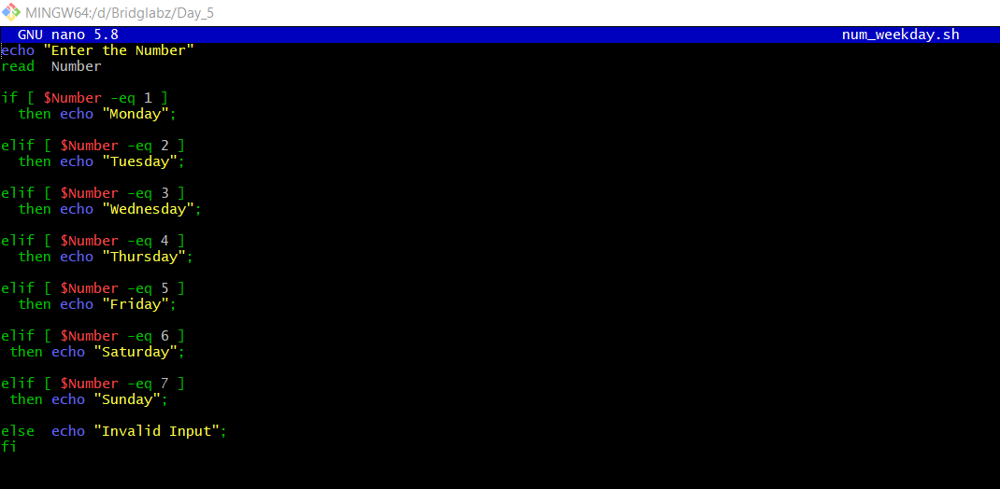 MINGW64:/d/Bridglabz/Day_5
GNU nano 5.8 num_weekday.sh
echo "Enter the Number"
read  Number
if [ $Number -eq 1 ]
  then echo "Monday";
elif [ $Number -eq 2 ]
  then echo "Tuesday";
elif [ $Number -eq 3 ]
  then echo "Wednesday";
elif [ $Number -eq 4 ]
  then echo "Thursday";
elif [ $Number -eq 5 ]
  then echo "Friday";
elif [ $Number -eq 6 ]
 then echo "Saturday";
elif [ $Number -eq 7 ]
 then echo "Sunday";
else  echo "Invalid Input";
fi